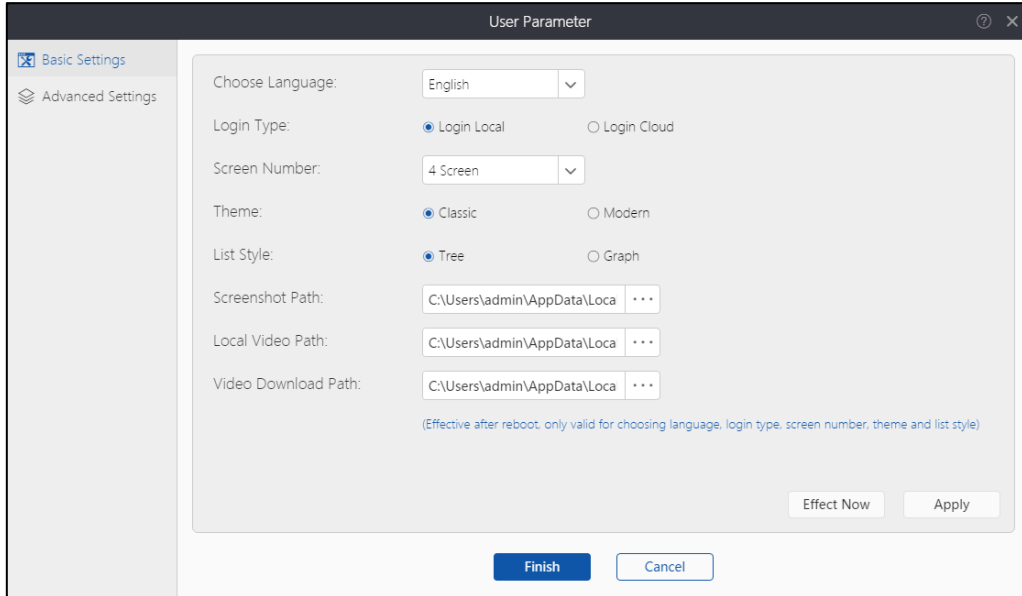 User Parameter
Basic Settings
Advanced Settings
Choose Language: English
Login Type: Login Local Login Cloud
Screen Number: 4 Screen
Theme: Classic Modern
List Style: Tree Graph
Screenshot Path: C:\Users\admin\AppData\Loca ...
Local Video Path: C:\Users\admin\AppData\Loca ...
Video Download Path: C:\Users\admin\AppData\Loca ...
(Effective after reboot, only valid for choosing language, login type, screen number, theme and list style)
Effect Now Apply
Finish Cancel